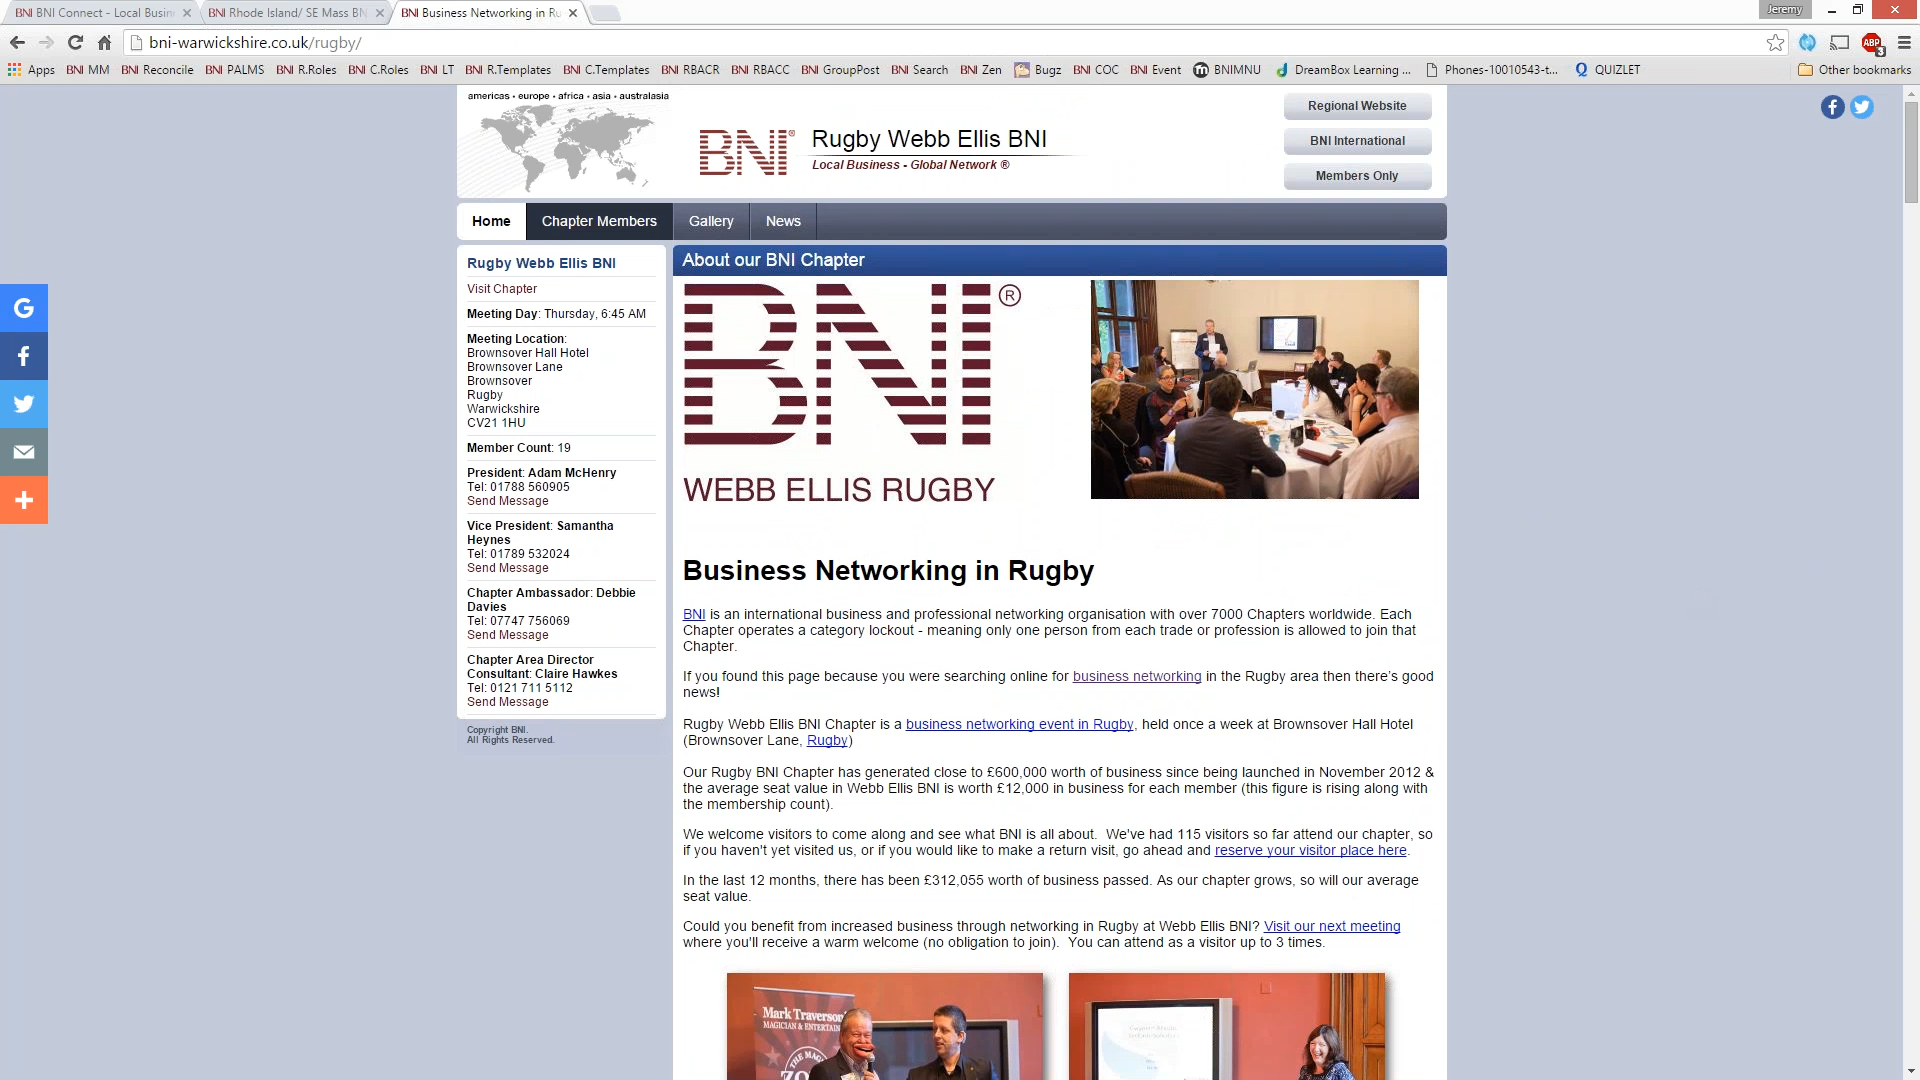 BNI BNI Connect - Local Busin
BNI Rhode Island/ SE Mass BN
BNI Business Networking in Ru
Jeremy
bni-warwickshire.co.uk/rugby/
ABP
3
Apps
BNI MM
BNI Reconcile
BNI PALMS
BNI R.Roles
BNI C.Roles
BNI LT
BNI R.Templates
BNI C.Templates
BNI RBACR
BNI RBACC
BNI GroupPost
BNI Search
BNI Zen
Bugz
BNI COC
BNI Event
BNIMNU
DreamBox Learning ...
Phones-10010543-t...
QUIZLET
Other bookmarks
americas • europe • africa • asia • australasia
BNI®
Rugby Webb Ellis BNI
Local Business - Global Network ®
Regional Website
BNI International
Members Only
Home
Chapter Members
Gallery
News
Rugby Webb Ellis BNI
Visit Chapter
Meeting Day: Thursday, 6:45 AM
Meeting Location:
Brownsover Hall Hotel
Brownsover Lane
Brownsover
Rugby
Warwickshire
CV21 1HU
Member Count: 19
President: Adam McHenry
Tel: 01788 560905
Send Message
Vice President: Samantha
Heynes
Tel: 01789 532024
Send Message
Chapter Ambassador: Debbie
Davies
Tel: 07747 756069
Send Message
Chapter Area Director
Consultant: Claire Hawkes
Tel: 0121 711 5112
Send Message
Copyright BNI.
All Rights Reserved.
About our BNI Chapter
BNI®
WEBB ELLIS RUGBY
Business Networking in Rugby
BNI is an international business and professional networking organisation with over 7000 Chapters worldwide. Each
Chapter operates a category lockout - meaning only one person from each trade or profession is allowed to join that
Chapter.
If you found this page because you were searching online for business networking in the Rugby area then there's good
news!
Rugby Webb Ellis BNI Chapter is a business networking event in Rugby, held once a week at Brownsover Hall Hotel
(Brownsover Lane, Rugby)
Our Rugby BNI Chapter has generated close to £600,000 worth of business since being launched in November 2012 &
the average seat value in Webb Ellis BNI is worth £12,000 in business for each member (this figure is rising along with
the membership count).
We welcome visitors to come along and see what BNI is all about.  We've had 115 visitors so far attend our chapter, so
if you haven't yet visited us, or if you would like to make a return visit, go ahead and reserve your visitor place here.
In the last 12 months, there has been £312,055 worth of business passed. As our chapter grows, so will our average
seat value.
Could you benefit from increased business through networking in Rugby at Webb Ellis BNI? Visit our next meeting
where you'll receive a warm welcome (no obligation to join).  You can attend as a visitor up to 3 times.
Mark Traverson
MAGICIAN & ENTERTAIN
THE MAG
ZO